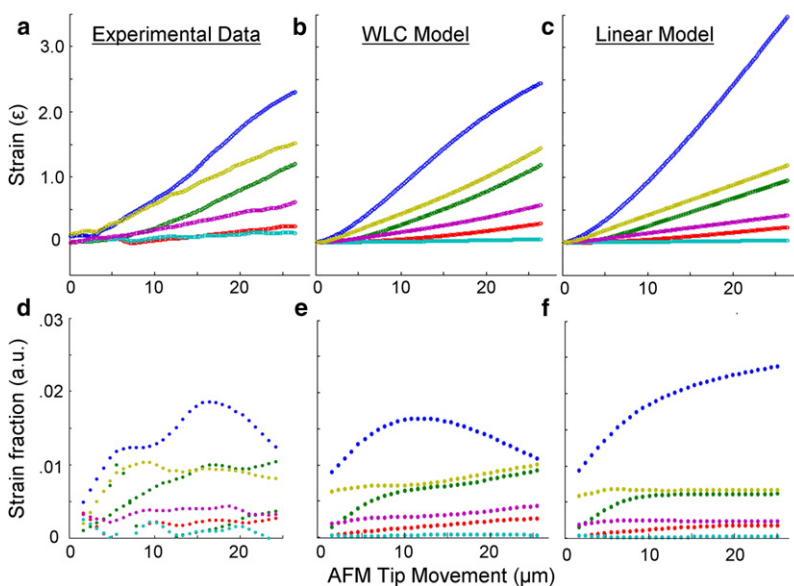 a Experimental Data b WLC Model c Linear Model
3.0
2.0
1.0
0
Strain (ε)
0 10 20 0 10 20 0 10 20
d e f
.03
.02
.01
0
Strain fraction (a.u.)
0 10 20 0 10 20 0 10 20
AFM Tip Movement (μm)